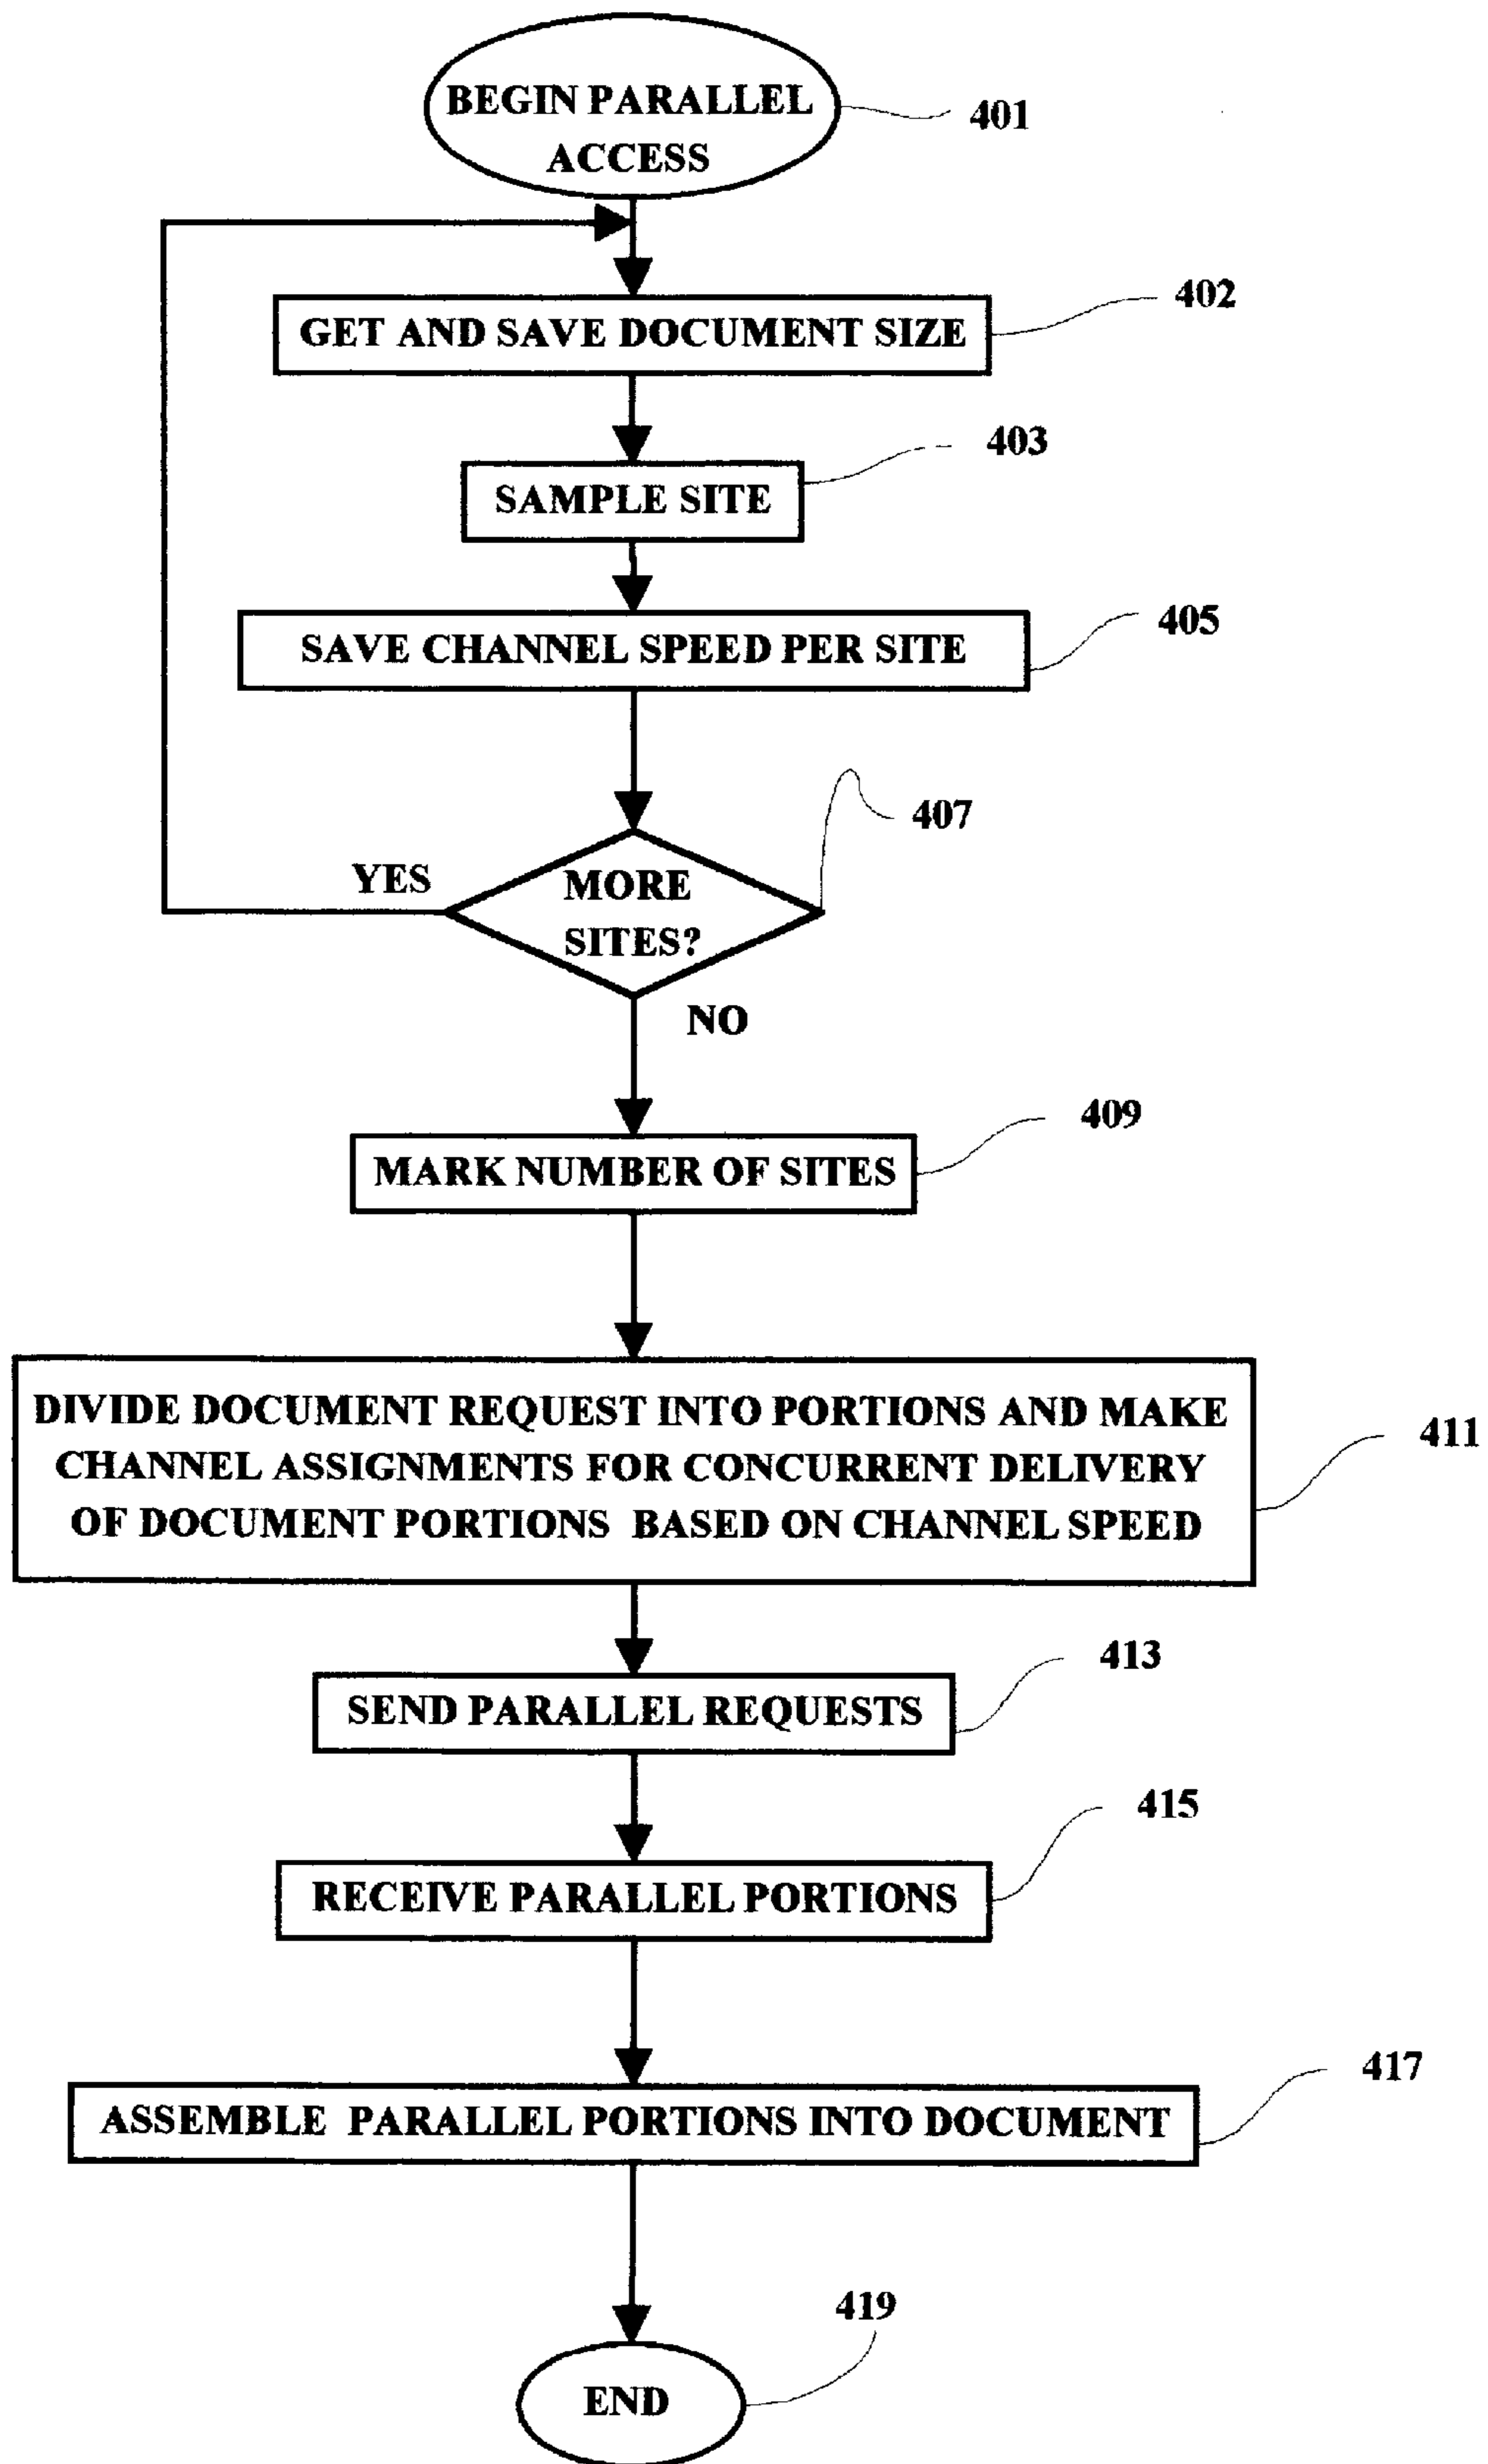 BEGIN PARALLEL
ACCESS
401
402
GET AND SAVE DOCUMENT SIZE
403
SAMPLE SITE
405
SAVE CHANNEL SPEED PER SITE
407
YES
MORE
SITES?
NO
409
MARK NUMBER OF SITES
DIVIDE DOCUMENT REQUEST INTO PORTIONS AND MAKE
CHANNEL ASSIGNMENTS FOR CONCURRENT DELIVERY
OF DOCUMENT PORTIONS BASED ON CHANNEL SPEED
411
413
SEND PARALLEL REQUESTS
415
RECEIVE PARALLEL PORTIONS
417
ASSEMBLE PARALLEL PORTIONS INTO DOCUMENT
419
END